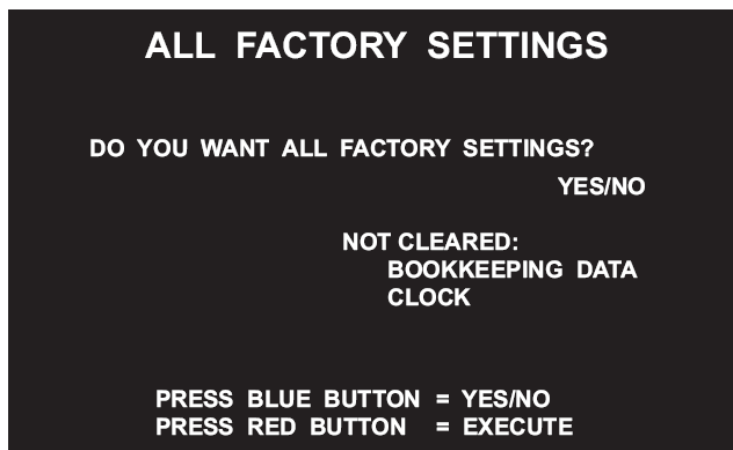 ALL FACTORY SETTINGS
DO YOU WANT ALL FACTORY SETTINGS?
YES/NO
NOT CLEARED:
BOOKKEEPING DATA
CLOCK
PRESS BLUE BUTTON = YES/NO
PRESS RED BUTTON = EXECUTE